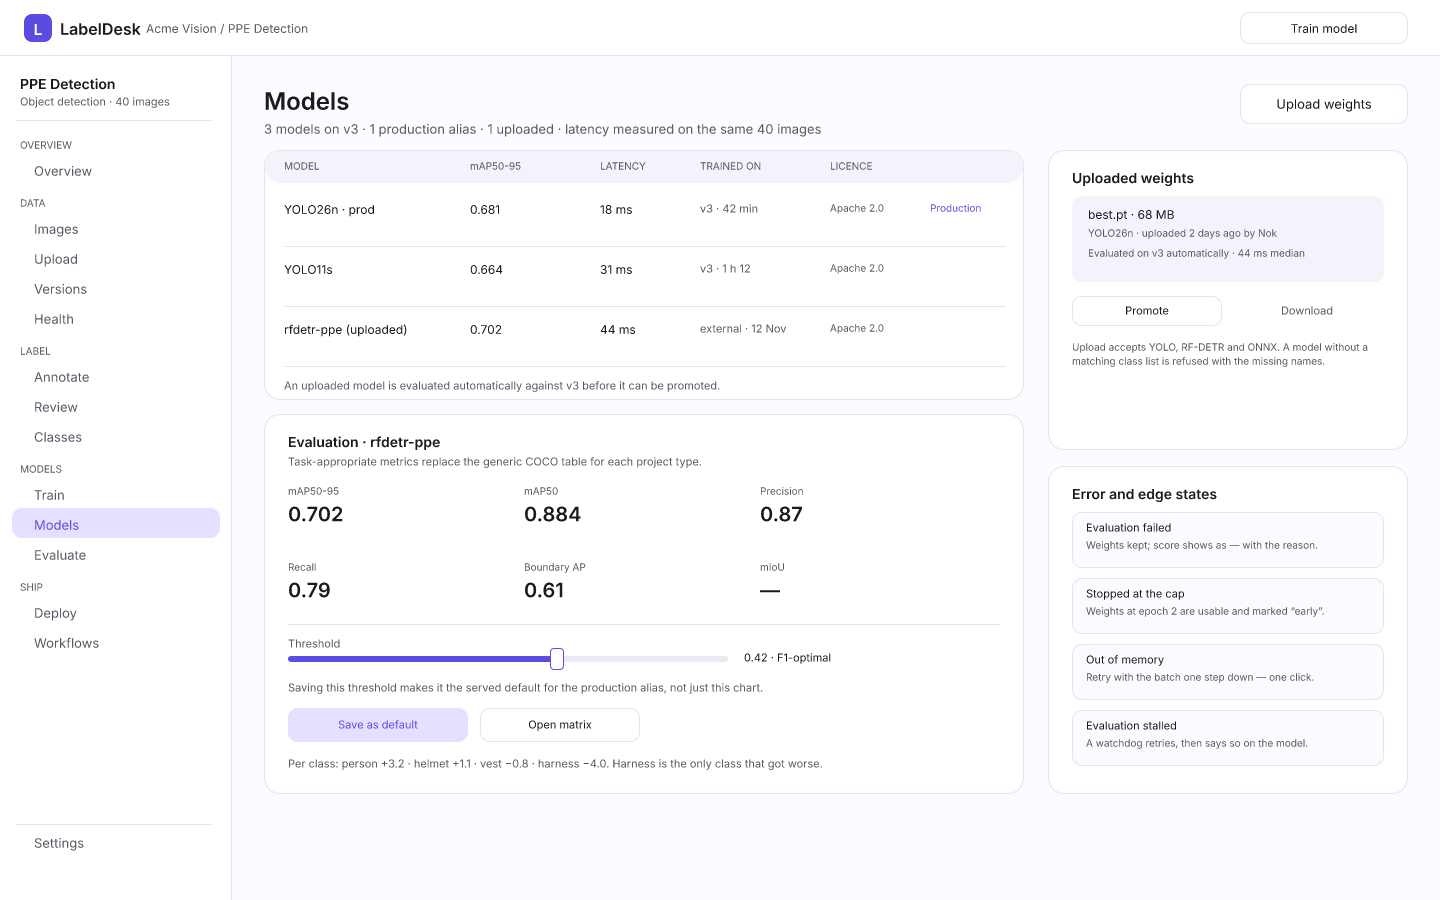 L LabelDesk Acme Vision / PPE Detection
Train model
PPE Detection
Object detection · 40 images
OVERVIEW
Overview
DATA
Images
Upload
Versions
Health
LABEL
Annotate
Review
Classes
MODELS
Train
Models
Evaluate
SHIP
Deploy
Workflows
Settings
Models
3 models on v3 · 1 production alias · 1 uploaded · latency measured on the same 40 images
Upload weights
MODEL mAP50-95 LATENCY TRAINED ON LICENCE
YOLO26n · prod 0.681 18 ms v3 · 42 min Apache 2.0 Production
YOLO11s 0.664 31 ms v3 · 1 h 12 Apache 2.0
rfdetr-ppe (uploaded) 0.702 44 ms external · 12 Nov Apache 2.0
An uploaded model is evaluated automatically against v3 before it can be promoted.
Evaluation · rfdetr-ppe
Task-appropriate metrics replace the generic COCO table for each project type.
mAP50-95 mAP50 Precision
0.702 0.884 0.87
Recall Boundary AP mIoU
0.79 0.61 —
Threshold
0.42 · F1-optimal
Saving this threshold makes it the served default for the production alias, not just this chart.
Save as default Open matrix
Per class: person +3.2 · helmet +1.1 · vest −0.8 · harness −4.0. Harness is the only class that got worse.
Uploaded weights
best.pt · 68 MB
YOLO26n · uploaded 2 days ago by Nok
Evaluated on v3 automatically · 44 ms median
Promote Download
Upload accepts YOLO, RF-DETR and ONNX. A model without a
matching class list is refused with the missing names.
Error and edge states
Evaluation failed
Weights kept; score shows as — with the reason.
Stopped at the cap
Weights at epoch 2 are usable and marked “early”.
Out of memory
Retry with the batch one step down — one click.
Evaluation stalled
A watchdog retries, then says so on the model.